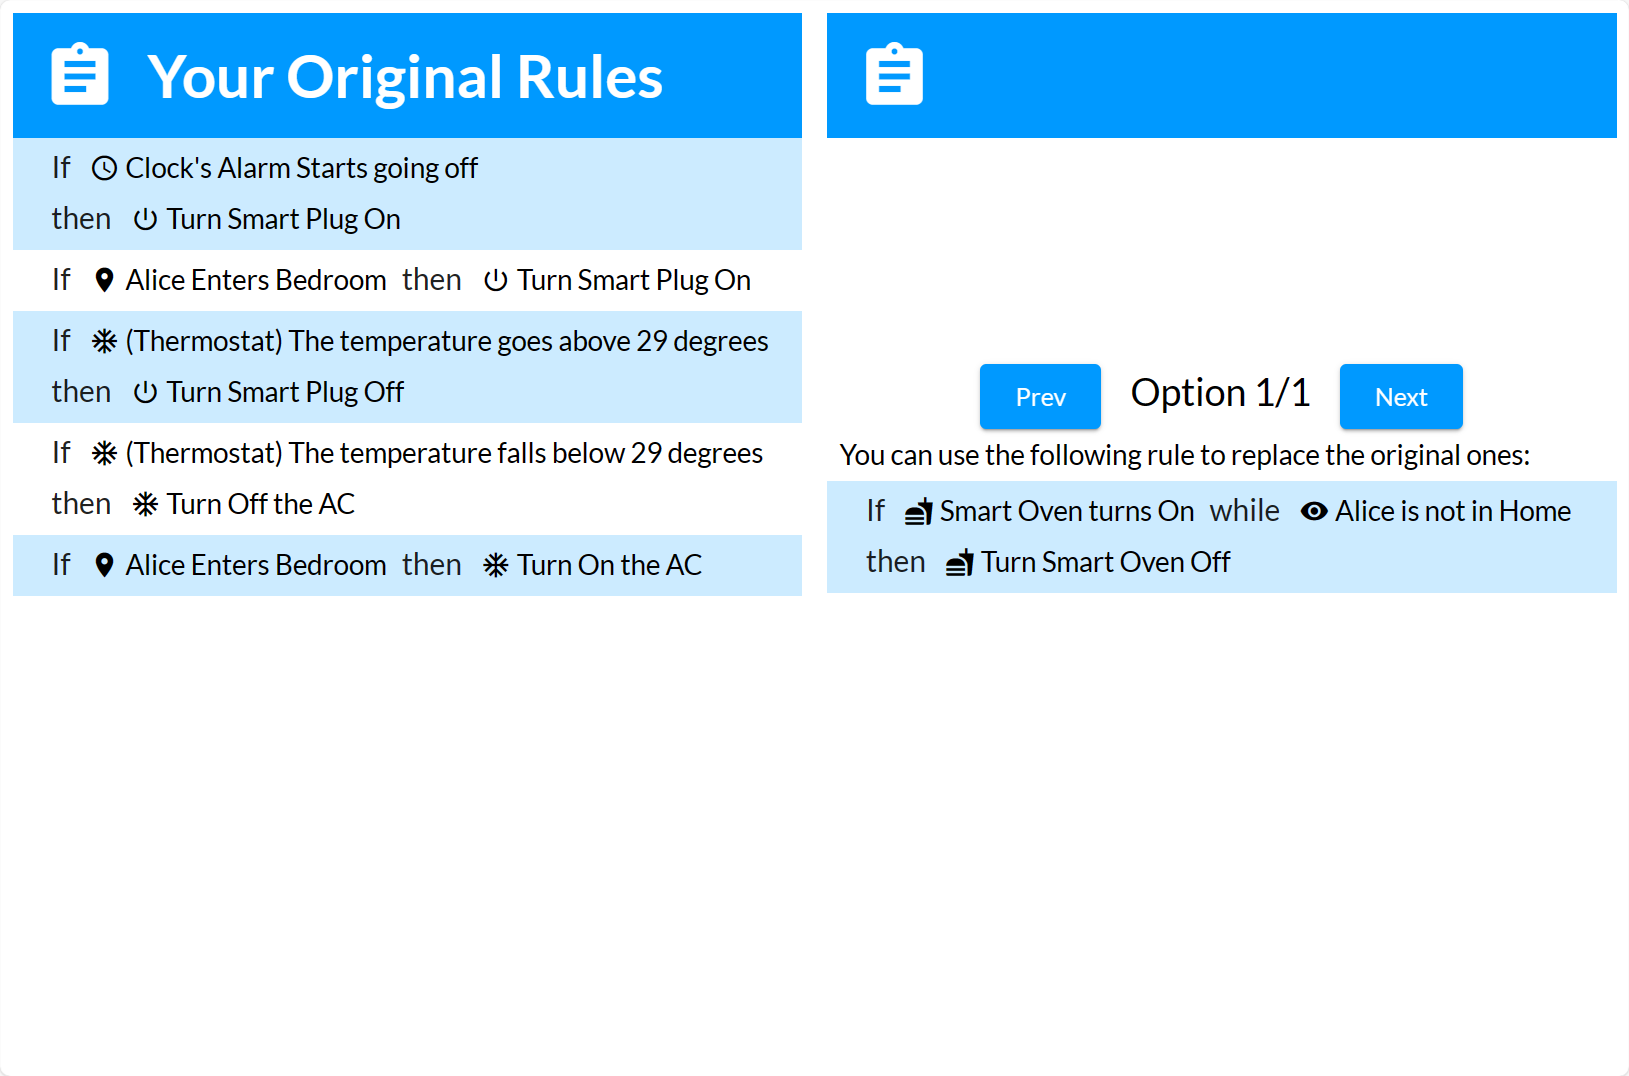 Your Original Rules
If Clock's Alarm Starts going off
then Turn Smart Plug On
If Alice Enters Bedroom then Turn Smart Plug On
If (Thermostat) The temperature goes above 29 degrees
then Turn Smart Plug Off
If (Thermostat) The temperature falls below 29 degrees
then Turn Off the AC
If Alice Enters Bedroom then Turn On the AC
Prev Option 1/1 Next
You can use the following rule to replace the original ones:
If Smart Oven turns On while Alice is not in Home
then Turn Smart Oven Off